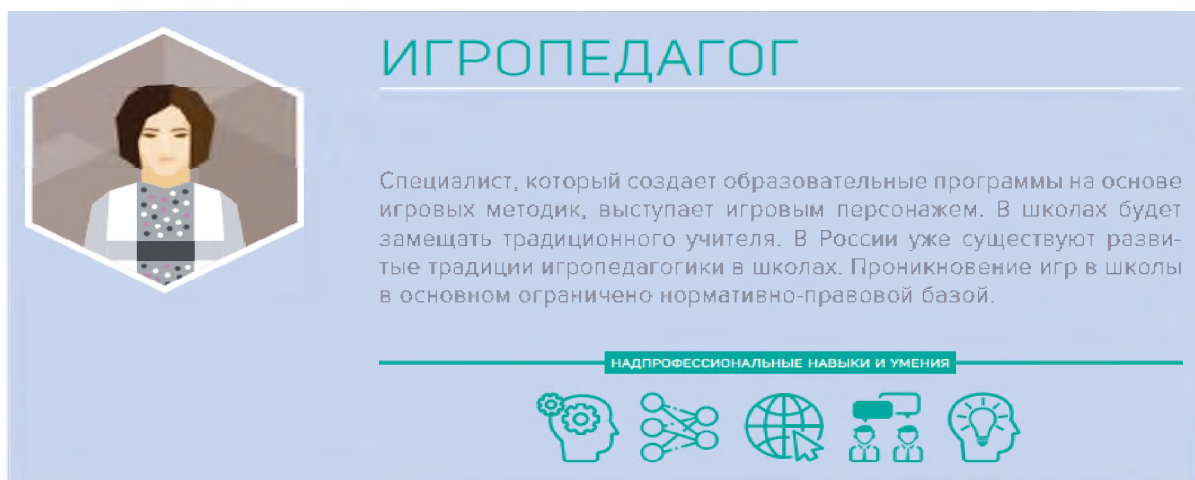 ИГРОПЕДАГОГ
Специалист, который создает образовательные программы на основе
игровых методик, выступает игровым персонажем. В школах будет
замещать традиционного учителя. В России уже существуют разви-
тые традиции игропедагогики в школах. Проникновение игр в школы
в основном ограничено нормативно-правовой базой.
НАДПРОФЕССИОНАЛЬНЫЕ НАВЫКИ И УМЕНИЯ